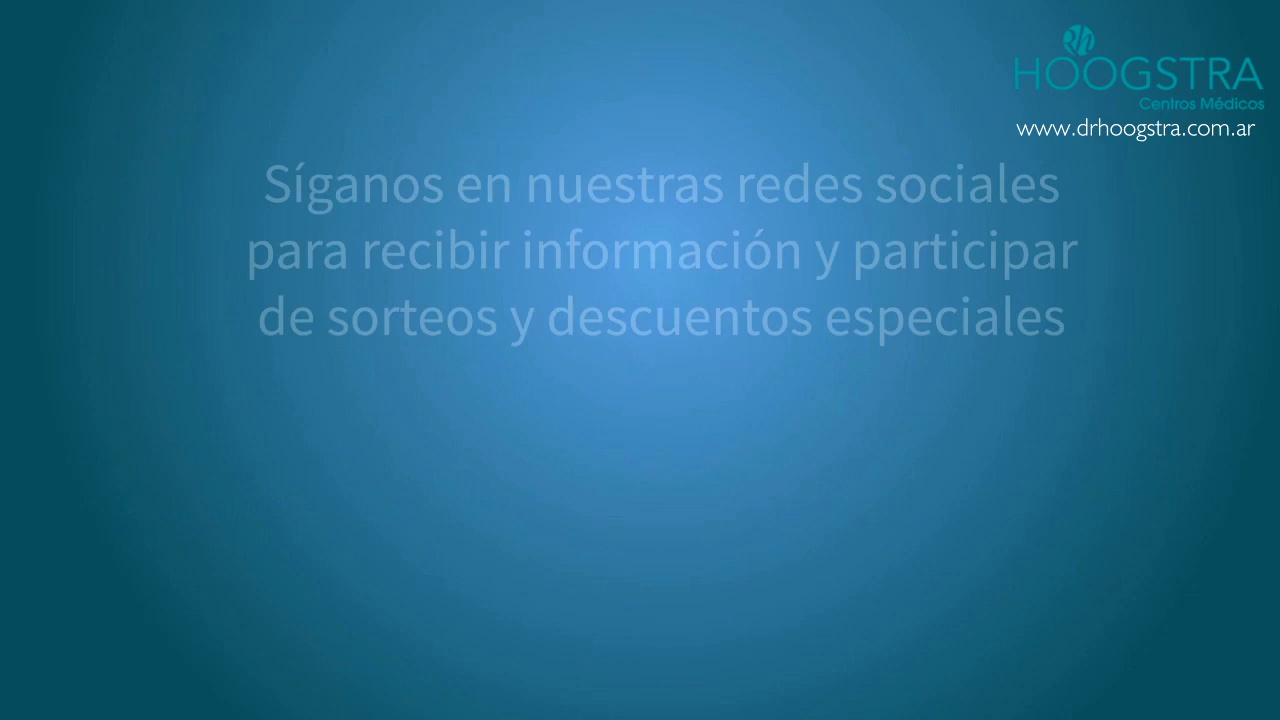 HOOGSTRA
Centros Médicos
www.drhoogstra.com.ar
Síganos en nuestras redes sociales
para recibir información y participar
de sorteos y descuentos especiales